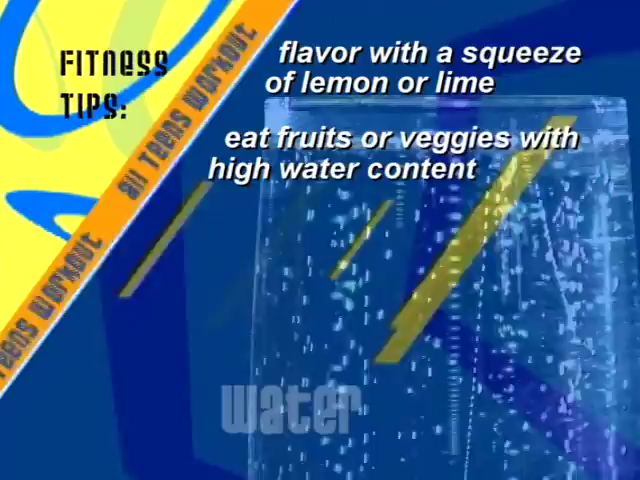 FITNESS
TIPS:
all Teens Workout
Teens Workout
flavor with a squeeze
of lemon or lime
eat fruits or veggies with
high water content
water